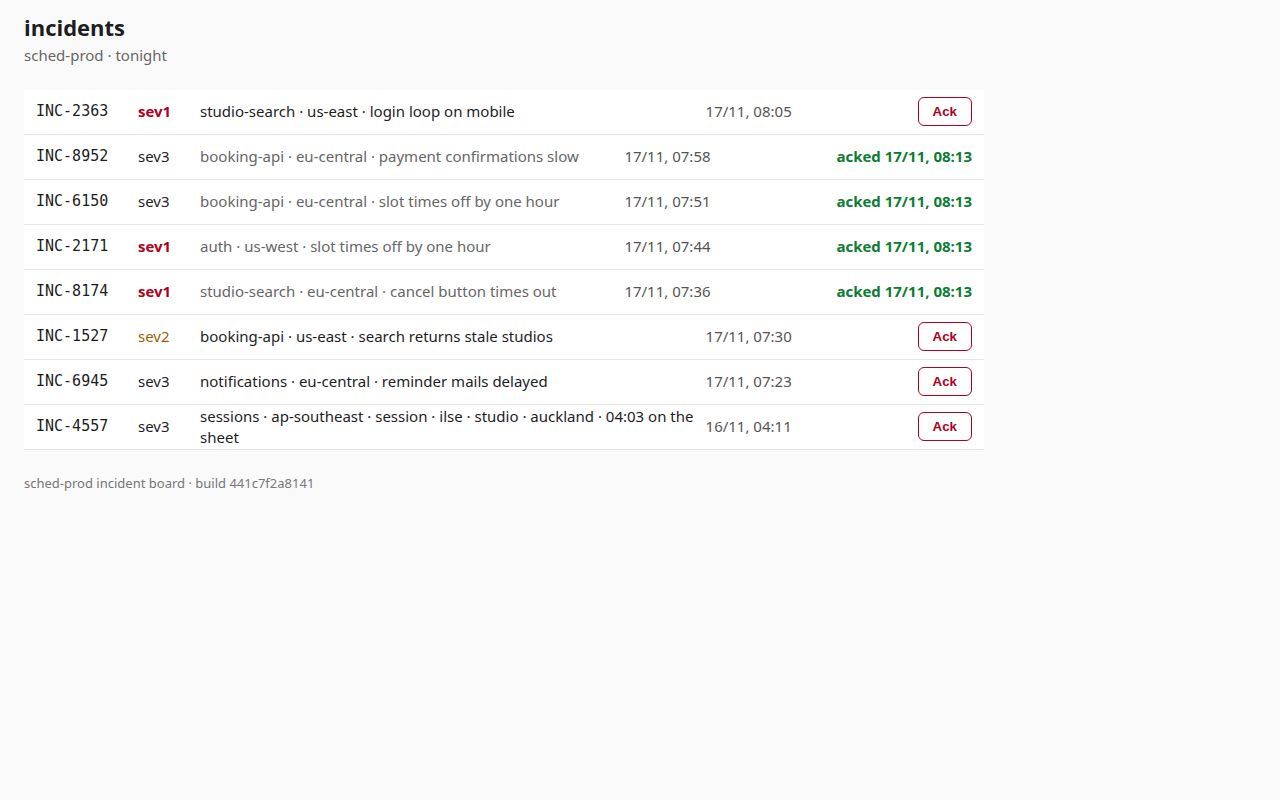 incidents
sched-prod · tonight
INC-2363 sev1 studio-search · us-east · login loop on mobile 17/11, 08:05 Ack
INC-8952 sev3 booking-api · eu-central · payment confirmations slow 17/11, 07:58 acked 17/11, 08:13
INC-6150 sev3 booking-api · eu-central · slot times off by one hour 17/11, 07:51 acked 17/11, 08:13
INC-2171 sev1 auth · us-west · slot times off by one hour 17/11, 07:44 acked 17/11, 08:13
INC-8174 sev1 studio-search · eu-central · cancel button times out 17/11, 07:36 acked 17/11, 08:13
INC-1527 sev2 booking-api · us-east · search returns stale studios 17/11, 07:30 Ack
INC-6945 sev3 notifications · eu-central · reminder mails delayed 17/11, 07:23 Ack
INC-4557 sev3 sessions · ap-southeast · session · ilse · studio · auckland · 04:03 on the 16/11, 04:11 Ack
sheet
sched-prod incident board · build 441c7f2a8141